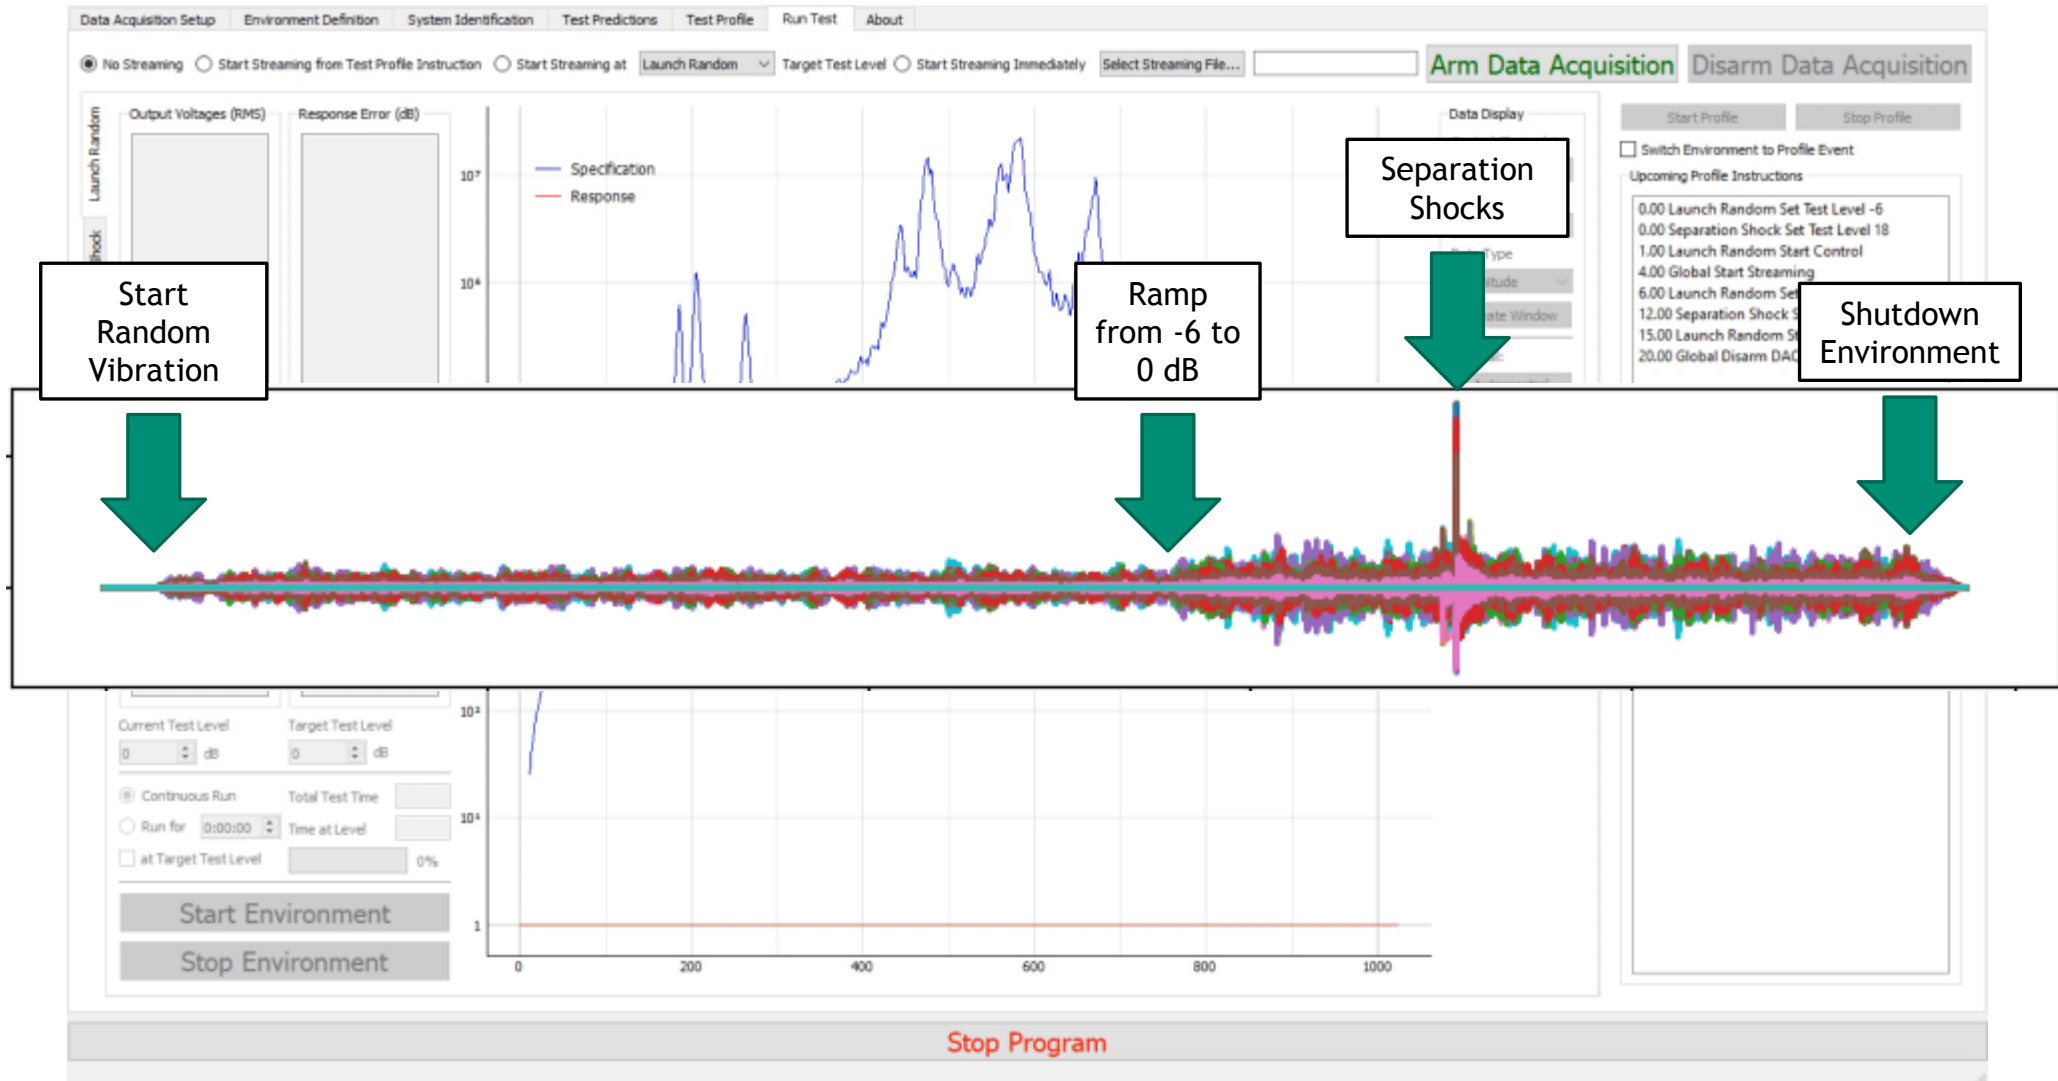 Data Acquisition Setup
Environment Definition
System Identification
Test Predictions
Test Profile
Run Test
About
No Streaming
Start Streaming from Test Profile Instruction
Start Streaming at
Launch Random
Target Test Level
Start Streaming Immediately
Select Streaming File...
Arm Data Acquisition
Disarm Data Acquisition
Launch Random
Shock
Output Voltages (RMS)
Response Error (dB)
Specification
Response
10⁷
10⁶
Data Display
Type
Start Profile
Stop Profile
Switch Environment to Profile Event
Upcoming Profile Instructions
0.00 Launch Random Set Test Level -6
0.00 Separation Shock Set Test Level 18
1.00 Launch Random Start Control
4.00 Global Start Streaming
6.00 Launch Random Set
12.00 Separation Shock S
15.00 Launch Random St
20.00 Global Disarm DAQ
Window
Start
Random
Vibration
Ramp
from -6 to
0 dB
Separation
Shocks
Shutdown
Environment
Current Test Level
Target Test Level
0
dB
0
dB
Continuous Run
Total Test Time
Run for
0:00:00
Time at Level
at Target Test Level
0%
Start Environment
Stop Environment
1
0
200
400
600
800
1000
Stop Program